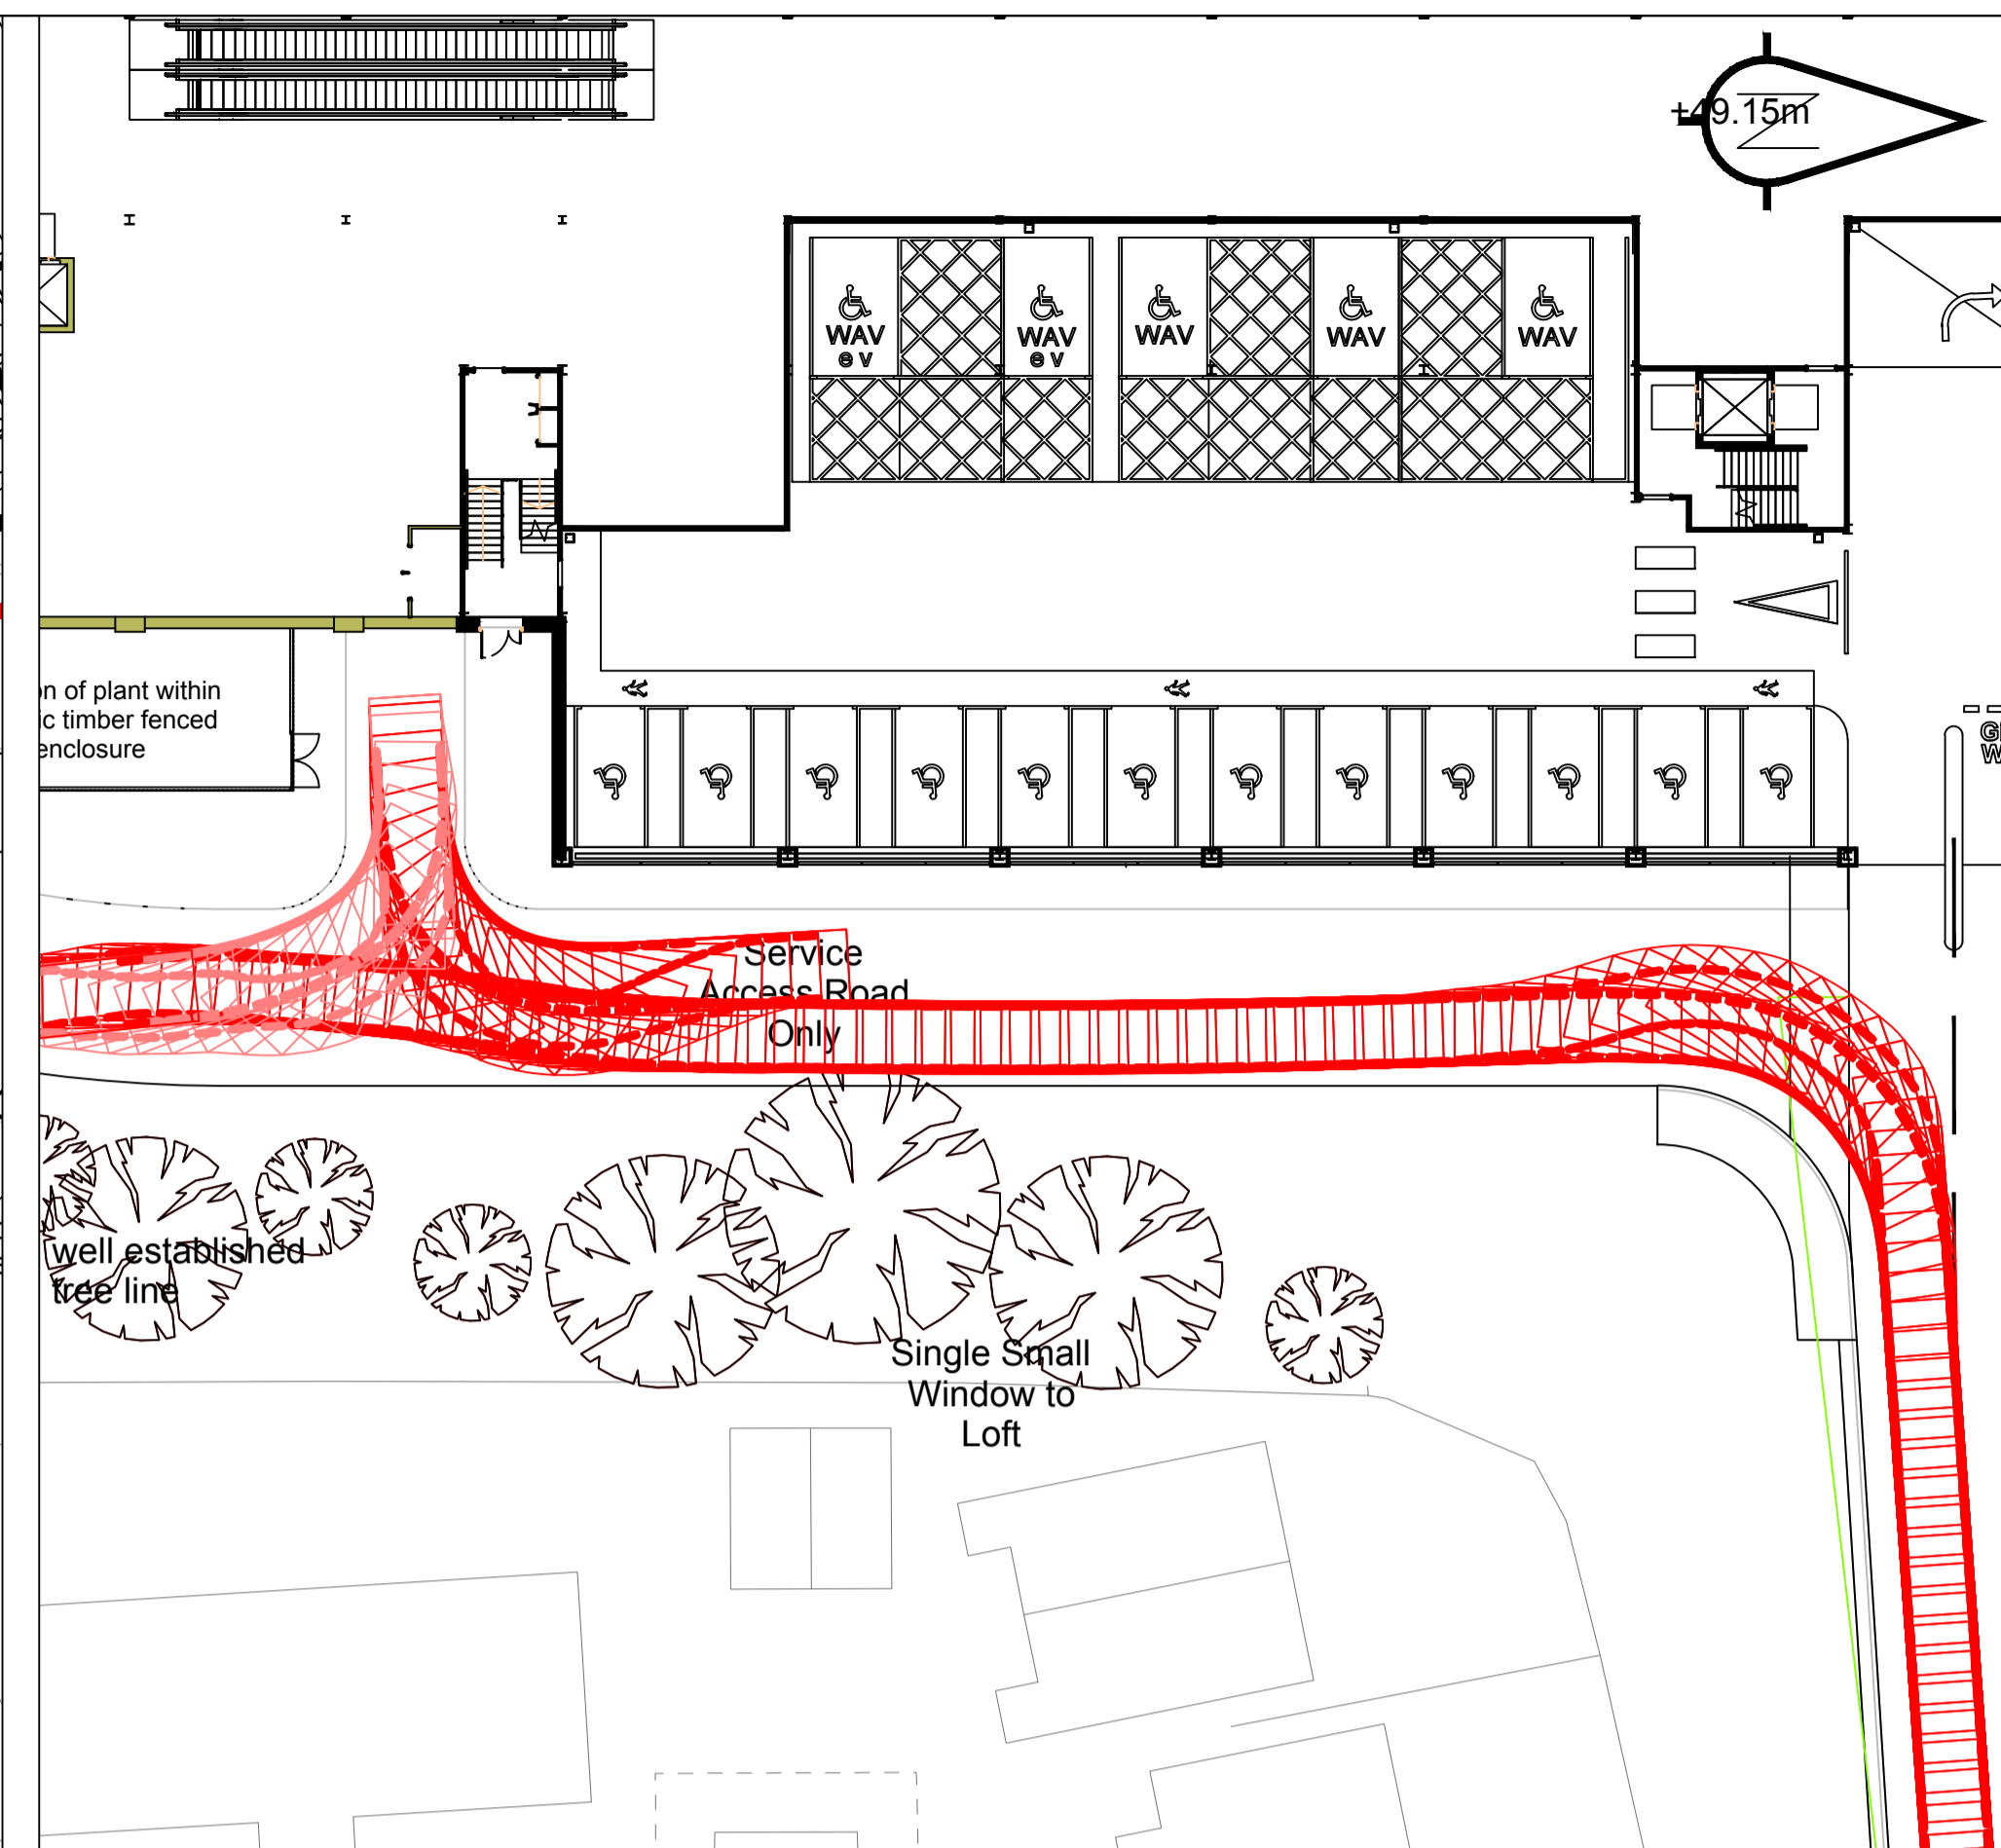 +49.15m
WAV
e v
WAV
e v
WAV
WAV
WAV
on of plant within
ic timber fenced
enclosure
Service
Access Road
Only
well established
tree line
Single Small
Window to
Loft